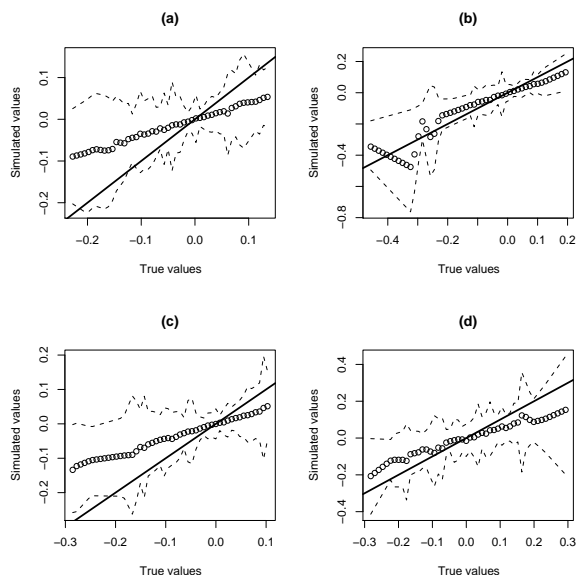 (a)
Simulated values
0.1
0.0
−0.1
−0.2
−0.2 −0.1 0.0 0.1
True values
(b)
Simulated values
0.2
0.0
−0.4
−0.8
−0.4 −0.2 0.0 0.2
True values
(c)
Simulated values
0.2
0.1
0.0
−0.1
−0.2
−0.3 −0.2 −0.1 0.0 0.1
True values
(d)
Simulated values
0.4
0.2
0.0
−0.2
−0.4
−0.3 −0.2 −0.1 0.0 0.1 0.2 0.3
True values